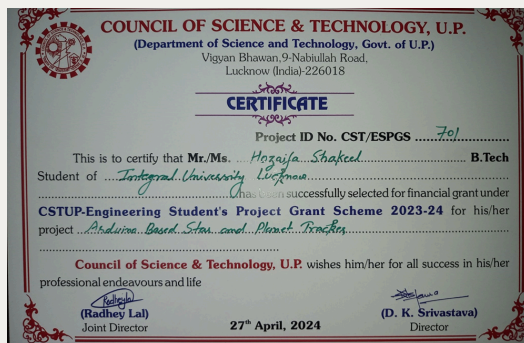 COUNCIL OF SCIENCE & TECHNOLOGY, U.P.
(Department of Science and Technology, Govt. of U.P.)
Vigyan Bhawan,9-Nabiullah Road,
Lucknow (India)-226018
CERTIFICATE
Project ID No. CST/ESPGS ....701....
This is to certify that Mr./Ms. ... Hozaifa Shakeel ... B.Tech
Student of ...Integral University Lucknow
has been successfully selected for financial grant under
CSTUP-Engineering Student's Project Grant Scheme 2023-24 for his/her
project ..Arduino Based Star and Planet Tracker
Council of Science & Technology, U.P. wishes him/her for all success in his/her
professional endeavours and life
(Radhey Lal)
(D. K. Srivastava)
Joint Director
27th April, 2024
Director